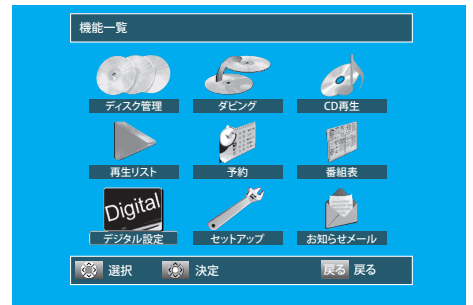 機能一覧
ディスク管理 ダビング CD再生
再生リスト 予約 番組表
Digital
デジタル設定 セットアップ お知らせメール
選択 決定 戻る 戻る